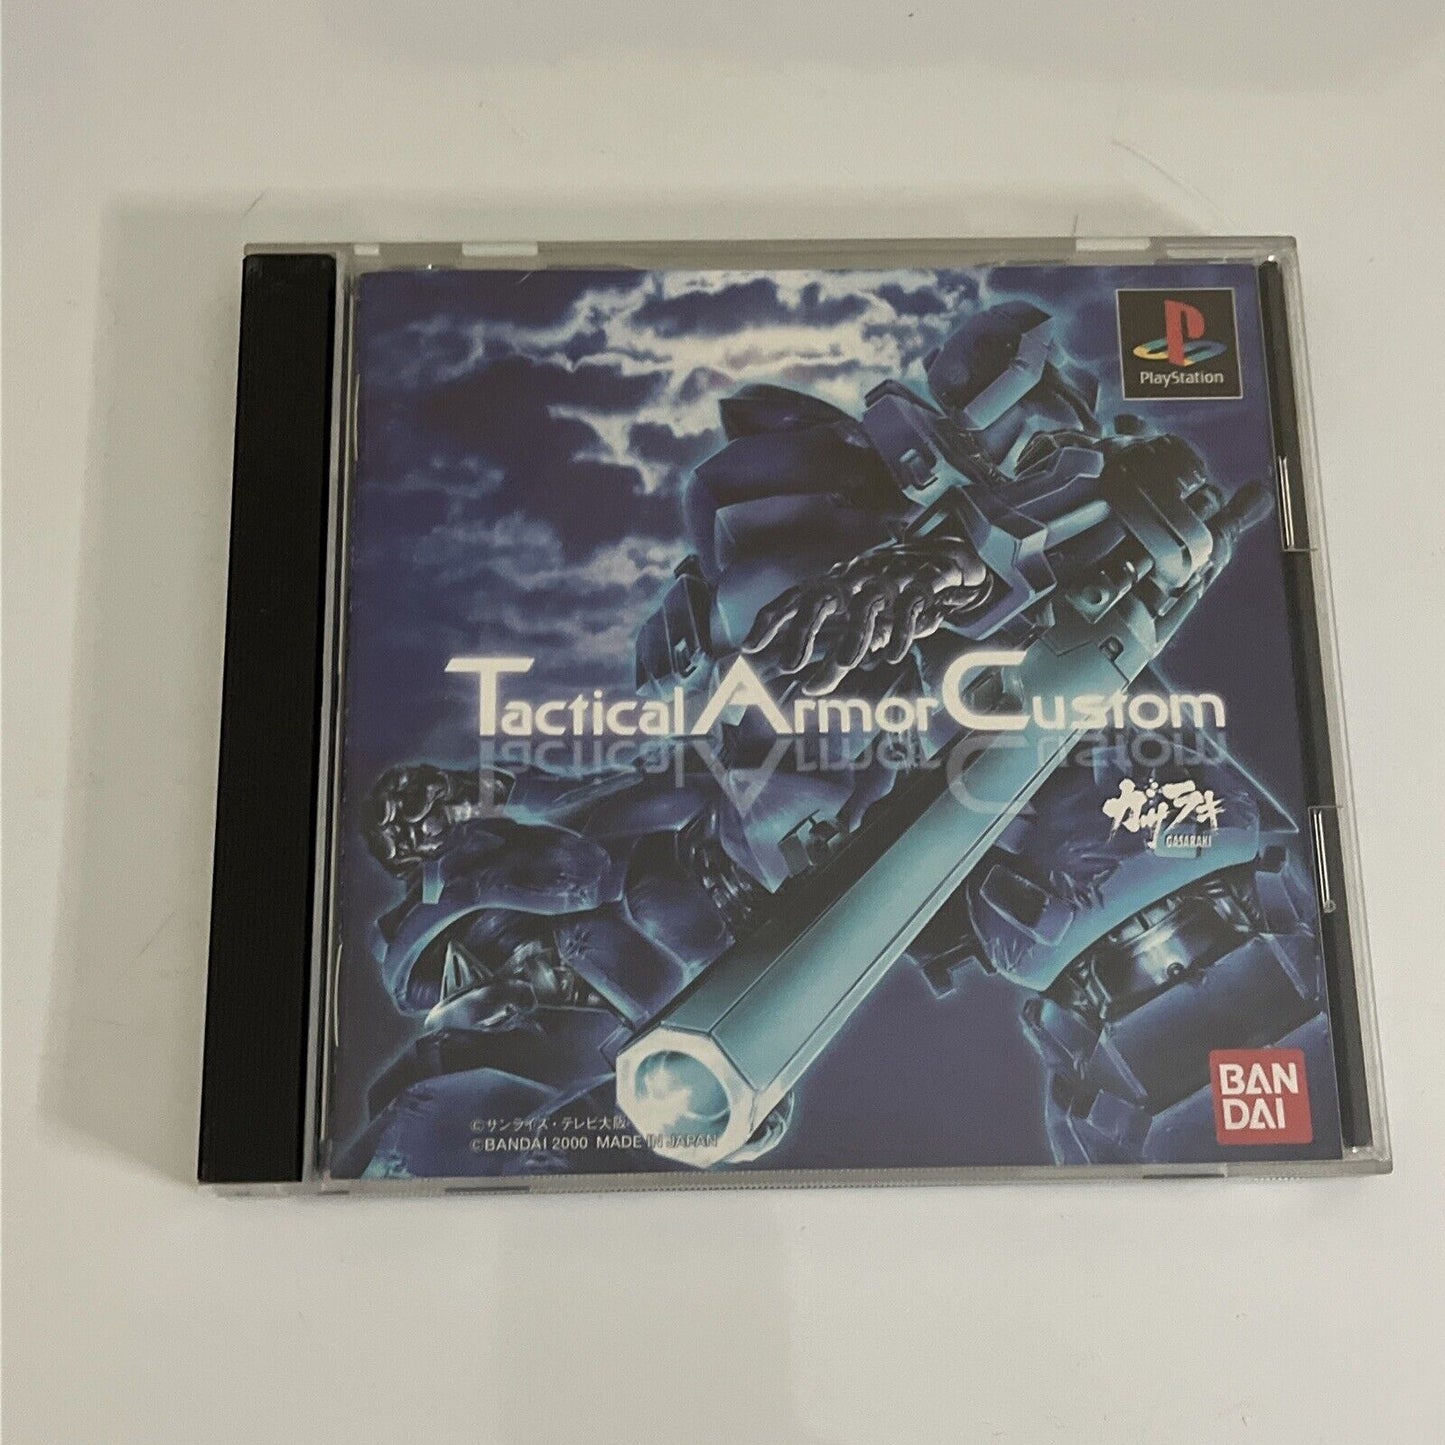 PlayStation
Tactical Armor Custom
ガサラキ
GASARAKI
BAN
DAI
©サンライズ・テレビ大阪
©BANDAI 2000 MADE IN JAPAN